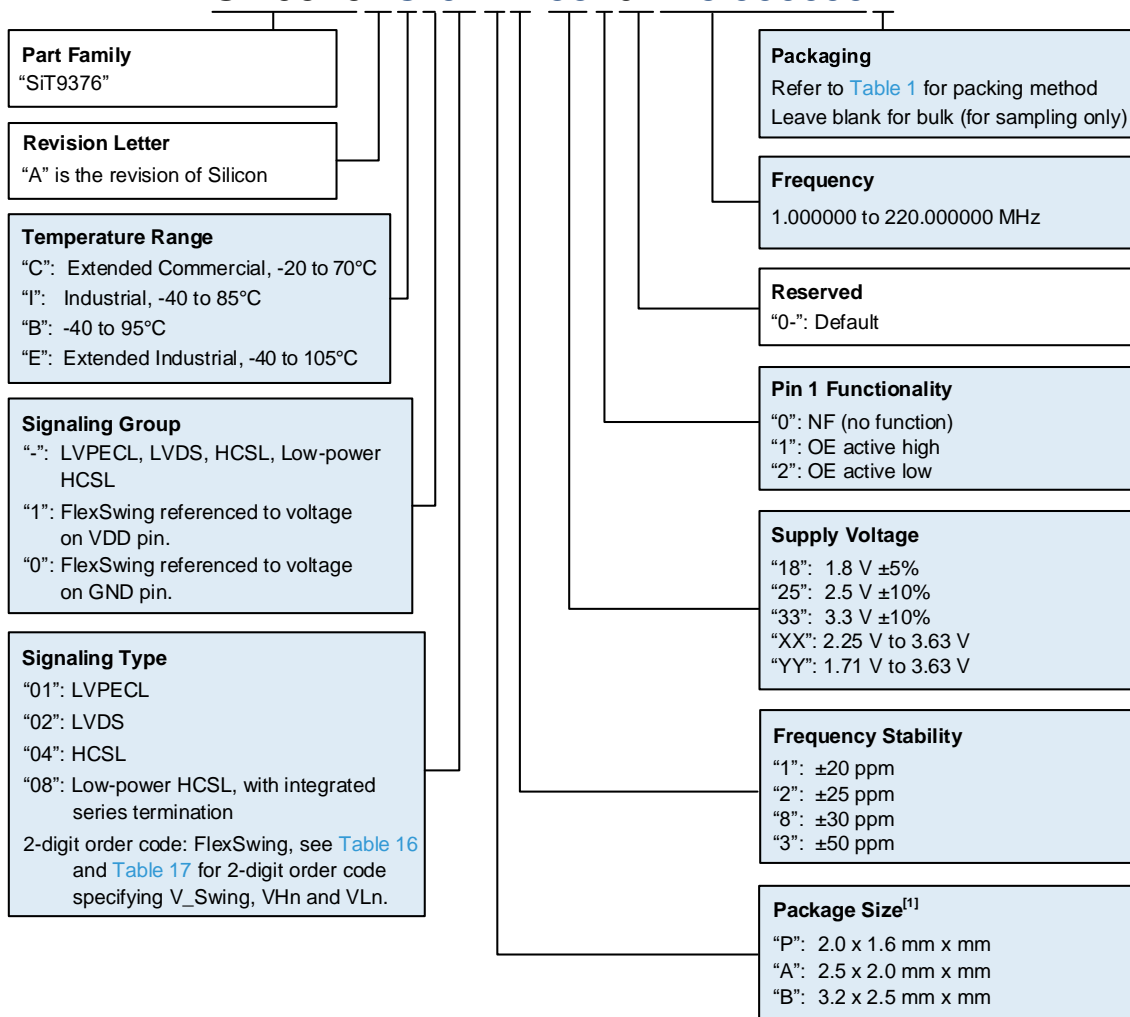 Part Family
“SiT9376”
Revision Letter
“A” is the revision of Silicon
Temperature Range
“C”: Extended Commercial, -20 to 70°C
“I”: Industrial, -40 to 85°C
“B”: -40 to 95°C
“E”: Extended Industrial, -40 to 105°C
Signaling Group
“-”: LVPECL, LVDS, HCSL, Low-power
HCSL
“1”: FlexSwing referenced to voltage
on VDD pin.
“0”: FlexSwing referenced to voltage
on GND pin.
Signaling Type
“01”: LVPECL
“02”: LVDS
“04”: HCSL
“08”: Low-power HCSL, with integrated
series termination
2-digit order code: FlexSwing, see Table 16
and Table 17 for 2-digit order code
specifying V_Swing, VHn and VLn.
Packaging
Refer to Table 1 for packing method
Leave blank for bulk (for sampling only)
Frequency
1.000000 to 220.000000 MHz
Reserved
“0-”: Default
Pin 1 Functionality
“0”: NF (no function)
“1”: OE active high
“2”: OE active low
Supply Voltage
“18”: 1.8 V ±5%
“25”: 2.5 V ±10%
“33”: 3.3 V ±10%
“XX”: 2.25 V to 3.63 V
“YY”: 1.71 V to 3.63 V
Frequency Stability
“1”: ±20 ppm
“2”: ±25 ppm
“8”: ±30 ppm
“3”: ±50 ppm
Package Size[1]
“P”: 2.0 x 1.6 mm x mm
“A”: 2.5 x 2.0 mm x mm
“B”: 3.2 x 2.5 mm x mm